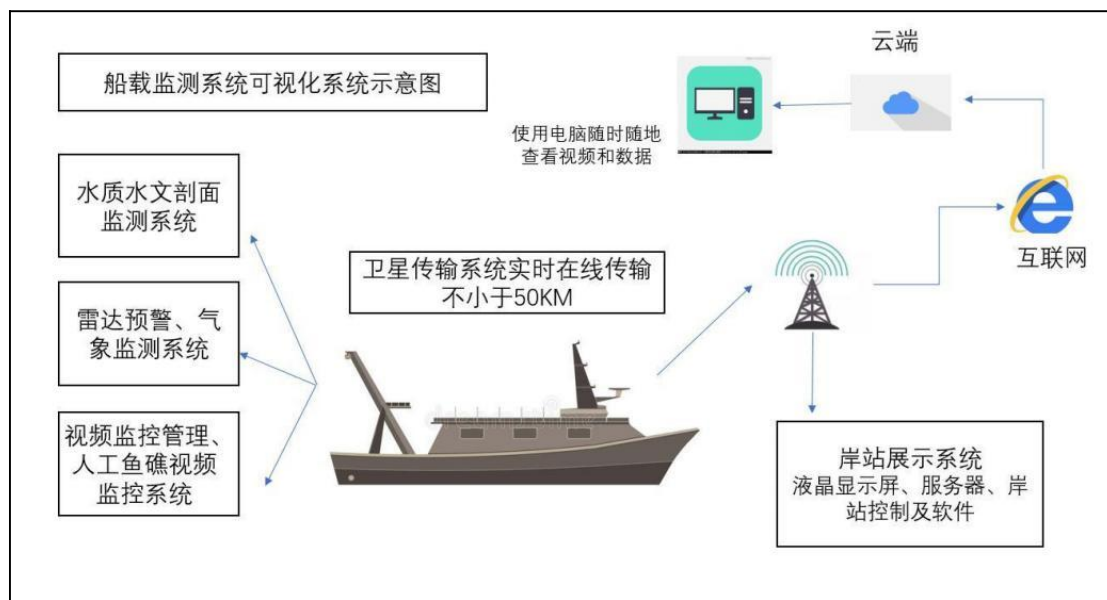 船载监测系统可视化系统示意图
云端
使用电脑随时随地
查看视频和数据
水质水文剖面
监测系统
互联网
卫星传输系统实时在线传输
不小于50KM
雷达预警、气
象监测系统
视频监控管理、
人工鱼礁视频
监控系统
岸站展示系统
液晶显示屏、服务器、岸
站控制及软件